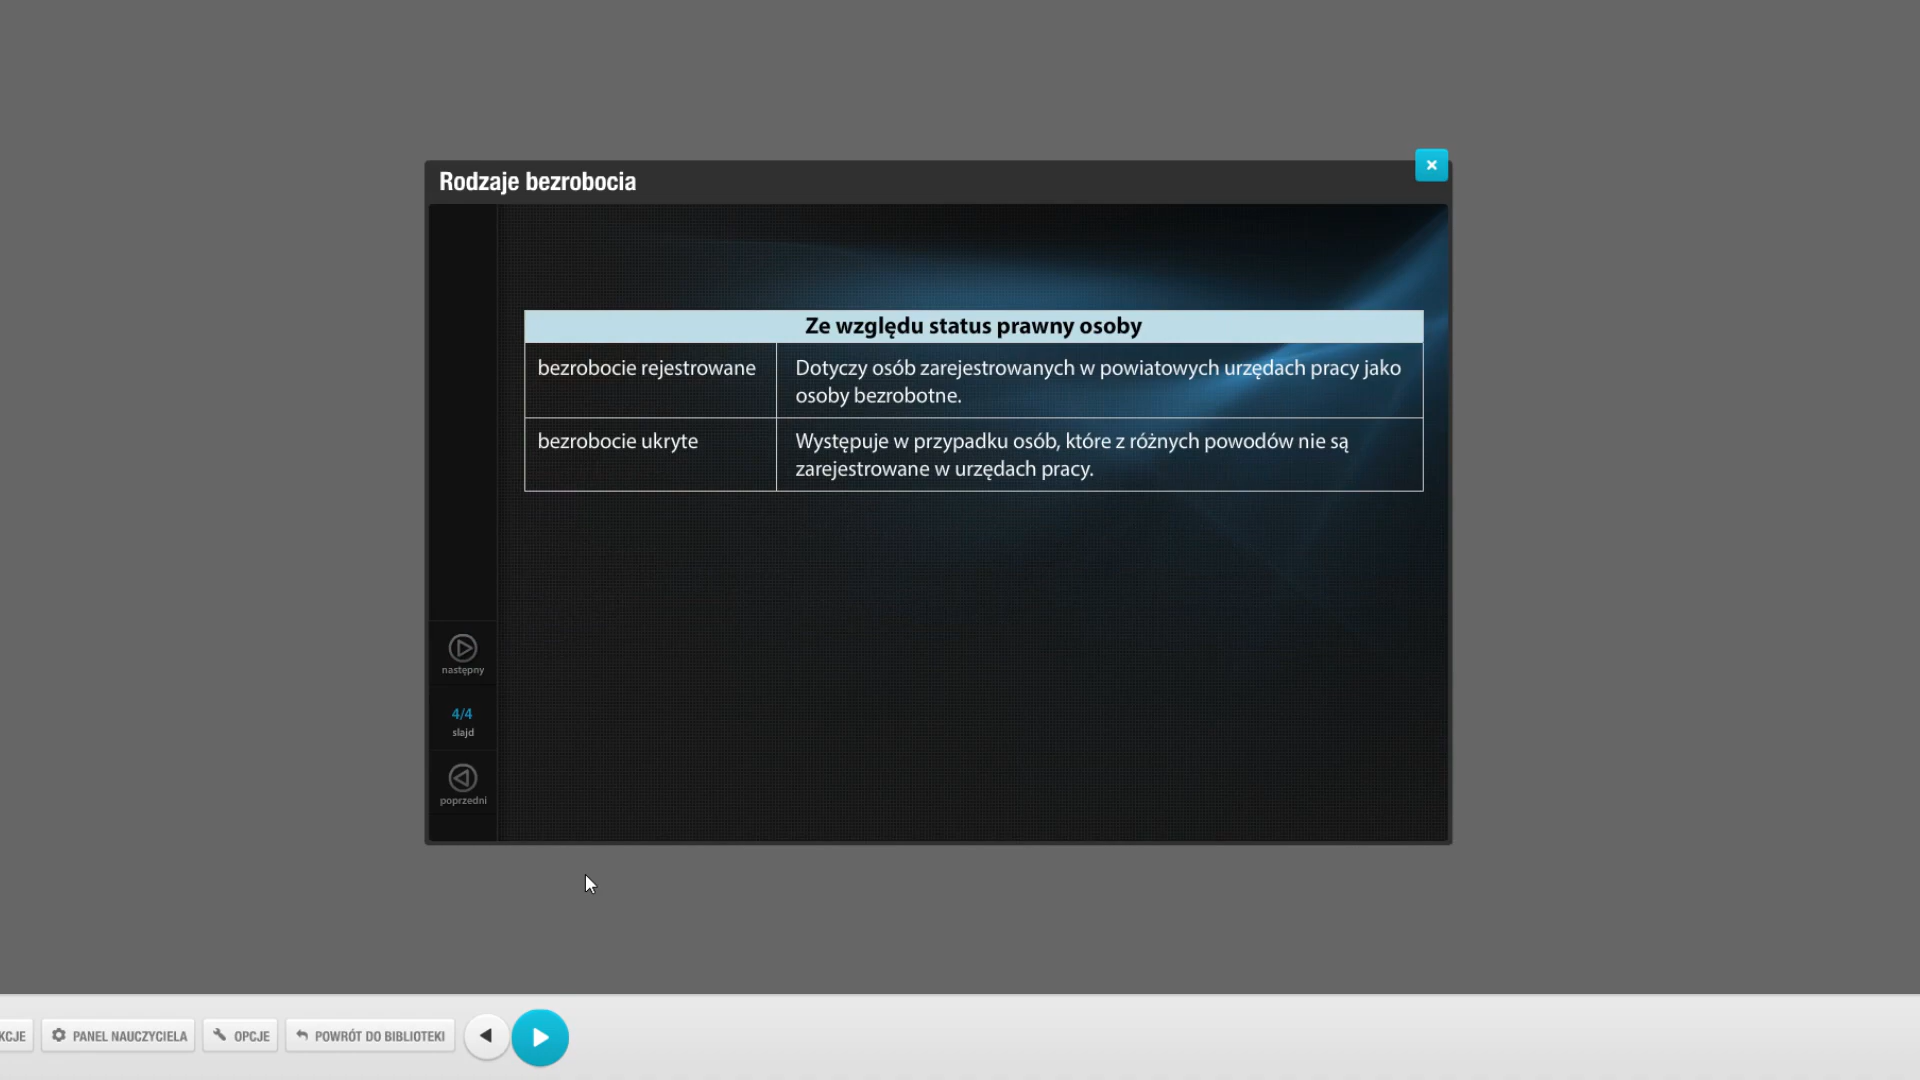 Rodzaje bezrobocia
Ze względu status prawny osoby
bezrobocie rejestrowane
Dotyczy osób zarejestrowanych w powiatowych urzędach pracy jako
osoby bezrobotne.
bezrobocie ukryte
Występuje w przypadku osób, które z różnych powodów nie są
zarejestrowane w urzędach pracy.
następny
4/4
slajd
poprzedni
KCJE
PANEL NAUCZYCIELA
OPCJE
POWRÓT DO BIBLIOTEKI